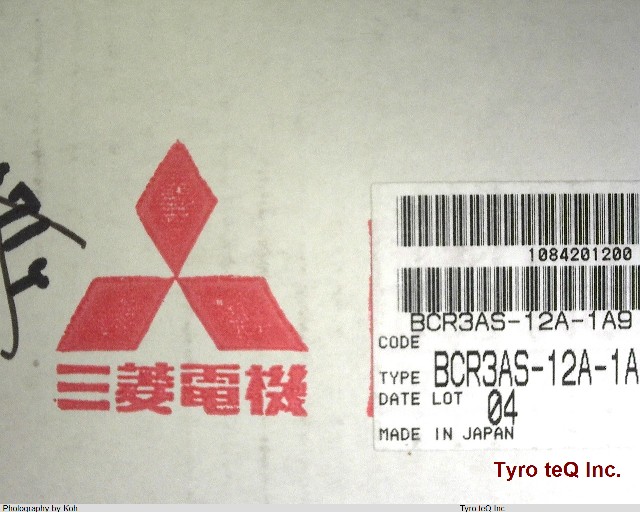 三菱電機
1084201200
BCR3AS-12A-1A9
CODE
TYPE BCR3AS-12A-1A
DATE LOT 04
MADE IN JAPAN
Tyro teQ Inc.
Photography by Koh
Tyro teQ Inc